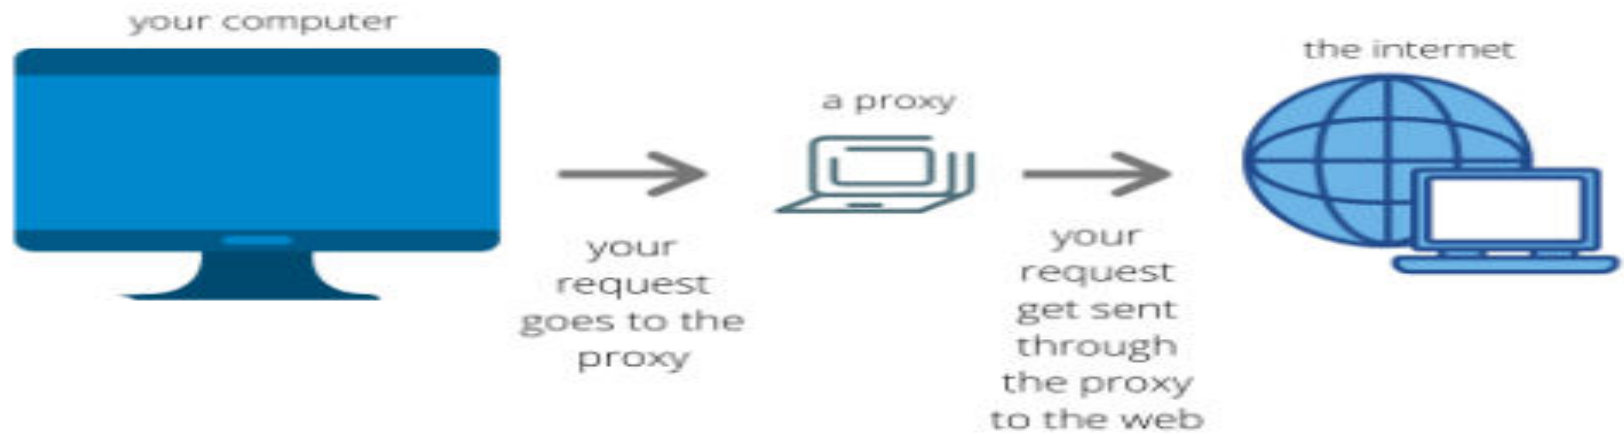 your computer
a proxy
the internet
your
request
goes to the
proxy
your
request
get sent
through
the proxy
to the web